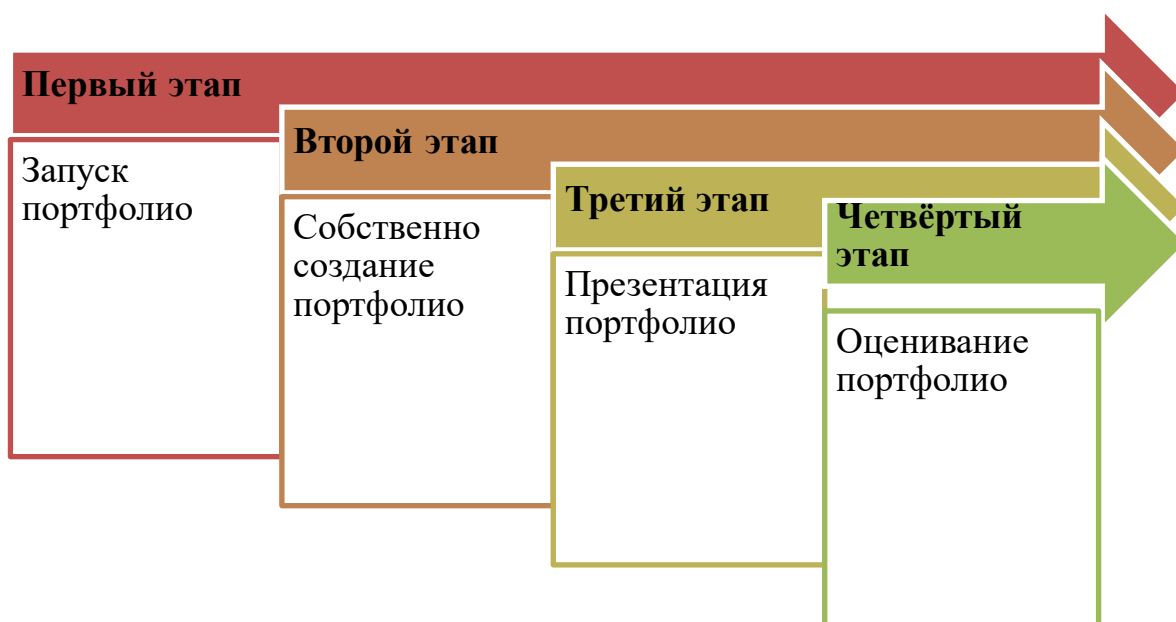 Первый этап
Запуск
портфолио
Второй этап
Собственно
создание
портфолио
Третий этап
Презентация
портфолио
Четвёртый
этап
Оценивание
портфолио